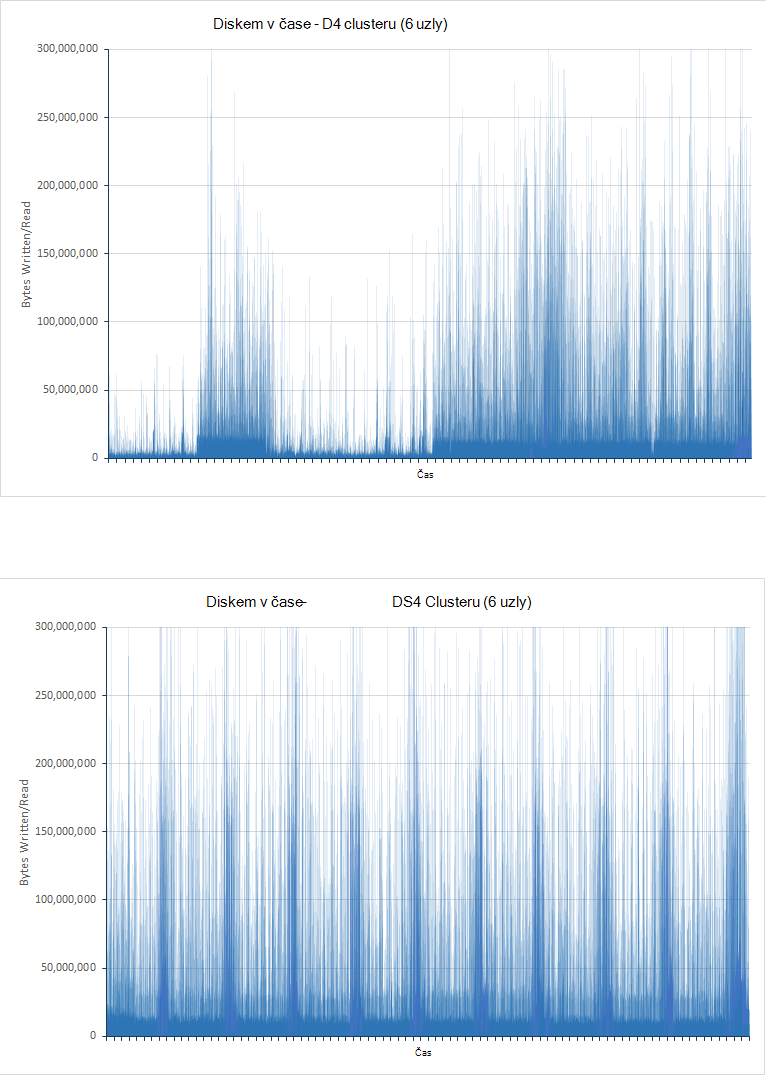 Diskem v čase - D4 clusteru (6 uzly)
300,000,000
250,000,000
200,000,000
150,000,000
100,000,000
50,000,000
0
Bytes Written/Read
Čas
Diskem v čase- DS4 Clusteru (6 uzly)
300,000,000
250,000,000
200,000,000
150,000,000
100,000,000
50,000,000
0
Bytes Written/Read
Čas